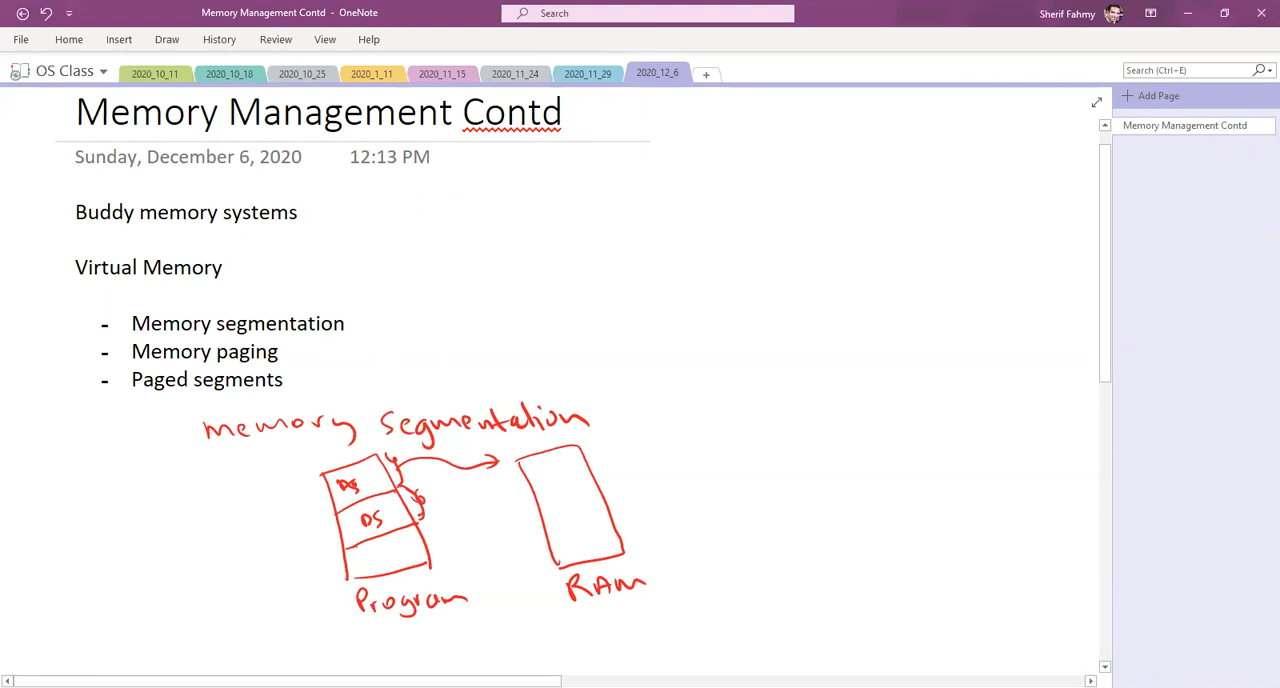 Memory Management Contd - OneNote
Search
Sherif Fahmy
File Home Insert Draw History Review View Help
OS Class 2020_10_11 2020_10_18 2020_10_25 2020_1_11 2020_11_15 2020_11_24 2020_11_29 2020_12_6 +
Search (Ctrl+E)
Add Page
Memory Management Contd
Memory Management Contd
Sunday, December 6, 2020 12:13 PM
Buddy memory systems
Virtual Memory
- Memory segmentation
- Memory paging
- Paged segments
memory segmentation
DS
Program
RAM